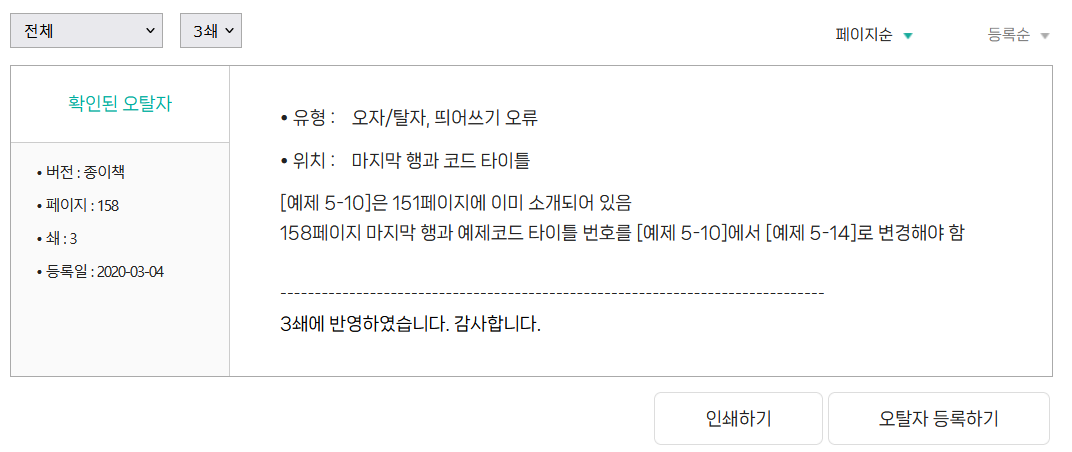 전체
3쇄
페이지순
등록순
확인된 오탈자
• 버전 : 종이책
• 페이지 : 158
• 쇄 : 3
• 등록일 : 2020-03-04
• 유형 : 오자/탈자, 띄어쓰기 오류
• 위치 : 마지막 행과 코드 타이틀
[예제 5-10]은 151페이지에 이미 소개되어 있음
158페이지 마지막 행과 예제코드 타이틀 번호를 [예제 5-10]에서 [예제 5-14]로 변경해야 함
--------------------------------------------------------------------------------
3쇄에 반영하였습니다. 감사합니다.
인쇄하기
오탈자 등록하기